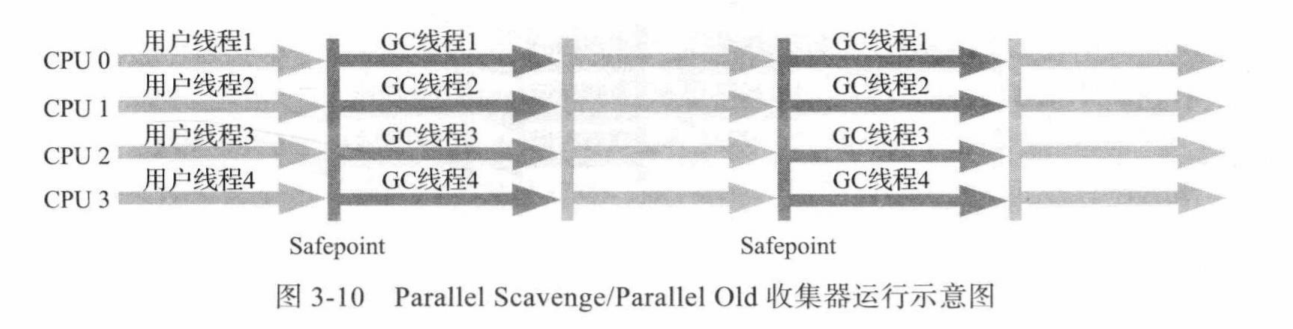 用户线程1 GC线程1 GC线程1
CPU 0
用户线程2 GC线程2 GC线程2
CPU 1
用户线程3 GC线程3 GC线程3
CPU 2
用户线程4 GC线程4 GC线程4
CPU 3
Safepoint Safepoint
图 3-10 Parallel Scavenge/Parallel Old 收集器运行示意图